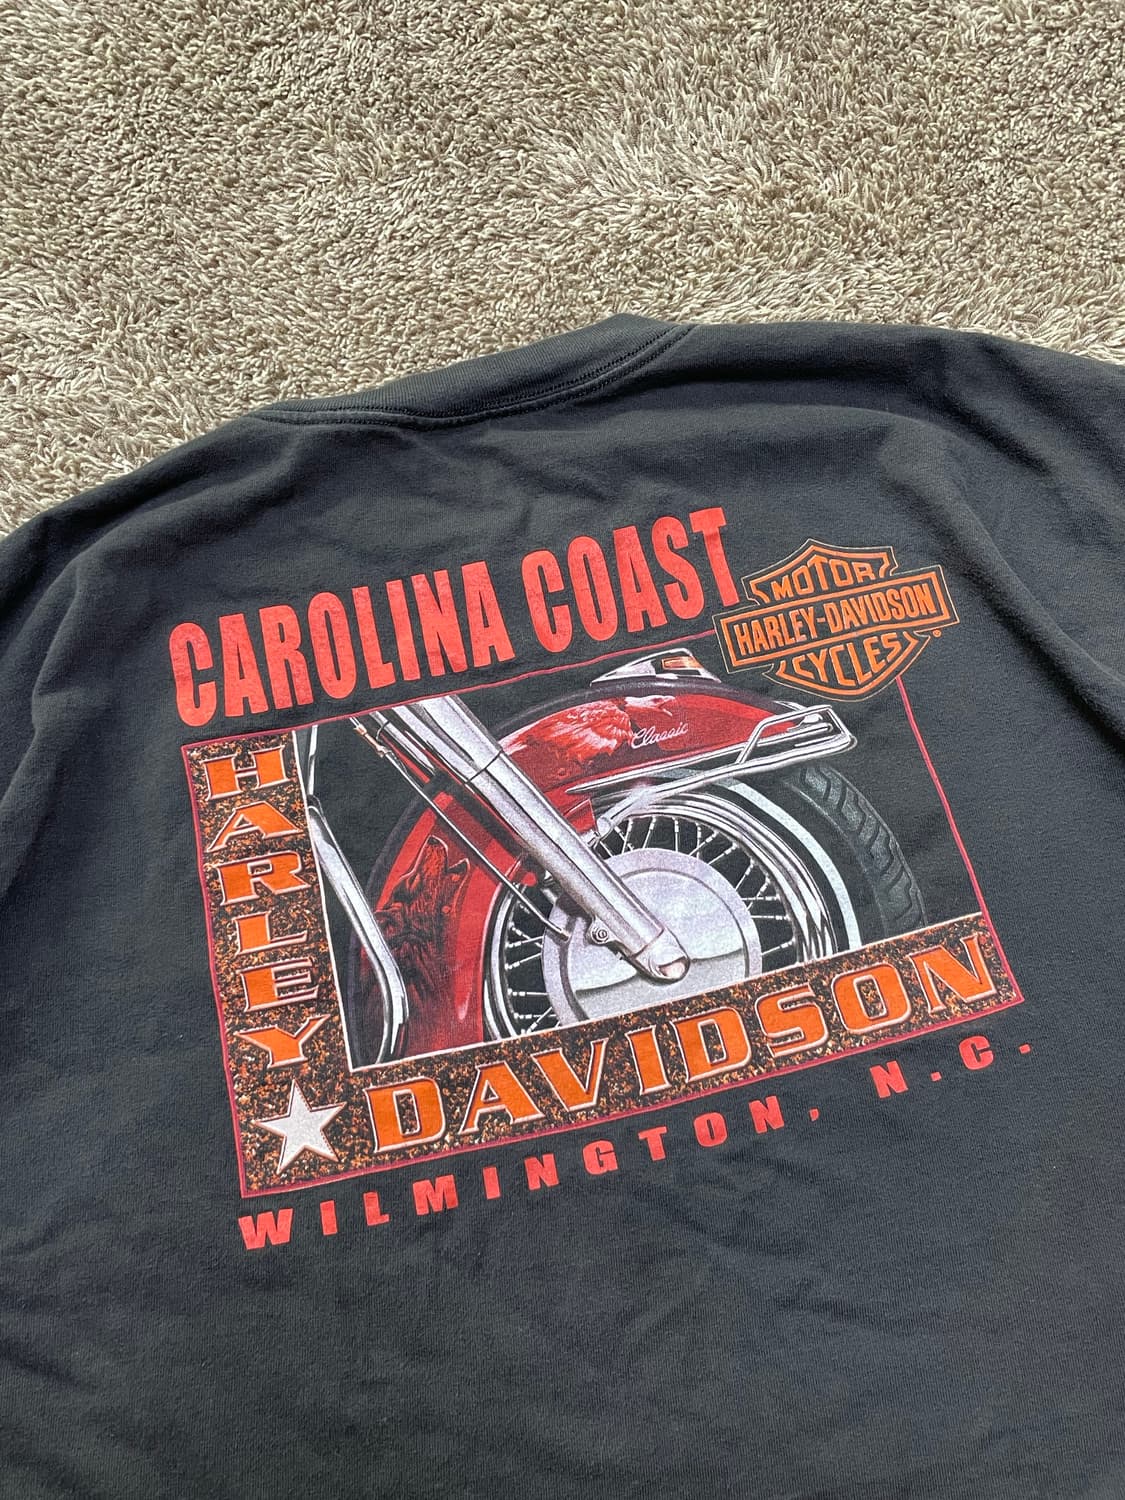 CAROLINA COAST
MOTOR
HARLEY-DAVIDSON
CYCLES
®
Classic
HARLEY
DAVIDSON
WILMINGTON, N.C.